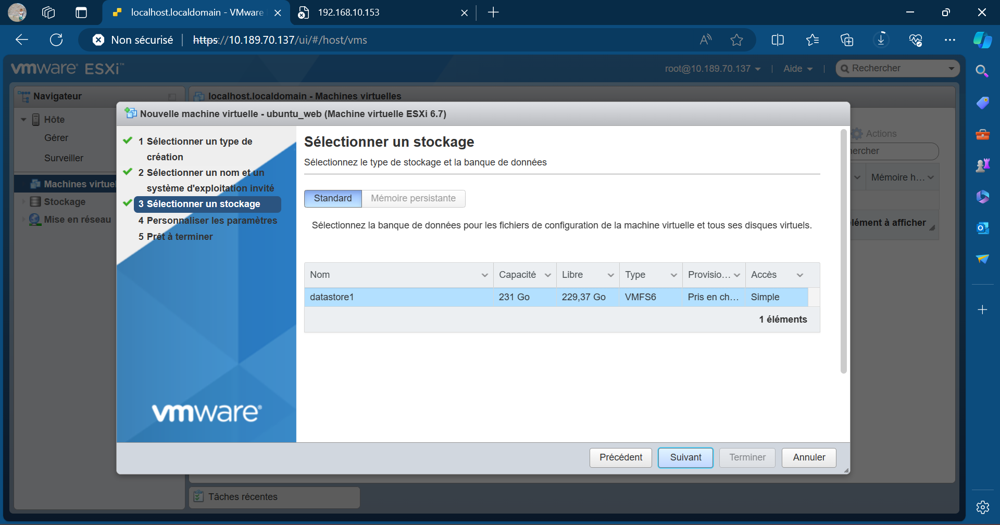 localhost.localdomain - VMware
192.168.10.153
Non sécurisé
https://10.189.70.137/ui/#/host/vms
vmware ESXi™
root@10.189.70.137
Aide
Rechercher
Navigateur
localhost.localdomain - Machines virtuelles
Hôte
Gérer
Surveiller
Machines virtuel
Stockage
Mise en réseau
Actions
hercher
Mémoire h...
lément à afficher
Nouvelle machine virtuelle - ubuntu_web (Machine virtuelle ESXi 6.7)
1 Sélectionner un type de
création
2 Sélectionner un nom et un
système d'exploitation invité
3 Sélectionner un stockage
4 Personnaliser les paramètres
5 Prêt à terminer
vmware®
Sélectionner un stockage
Sélectionnez le type de stockage et la banque de données
Standard
Mémoire persistante
Sélectionnez la banque de données pour les fichiers de configuration de la machine virtuelle et tous ses disques virtuels.
Nom Capacité Libre Type Provisio... Accès
datastore1 231 Go 229,37 Go VMFS6 Pris en ch... Simple
1 éléments
Précédent Suivant Terminer Annuler
Tâches récentes